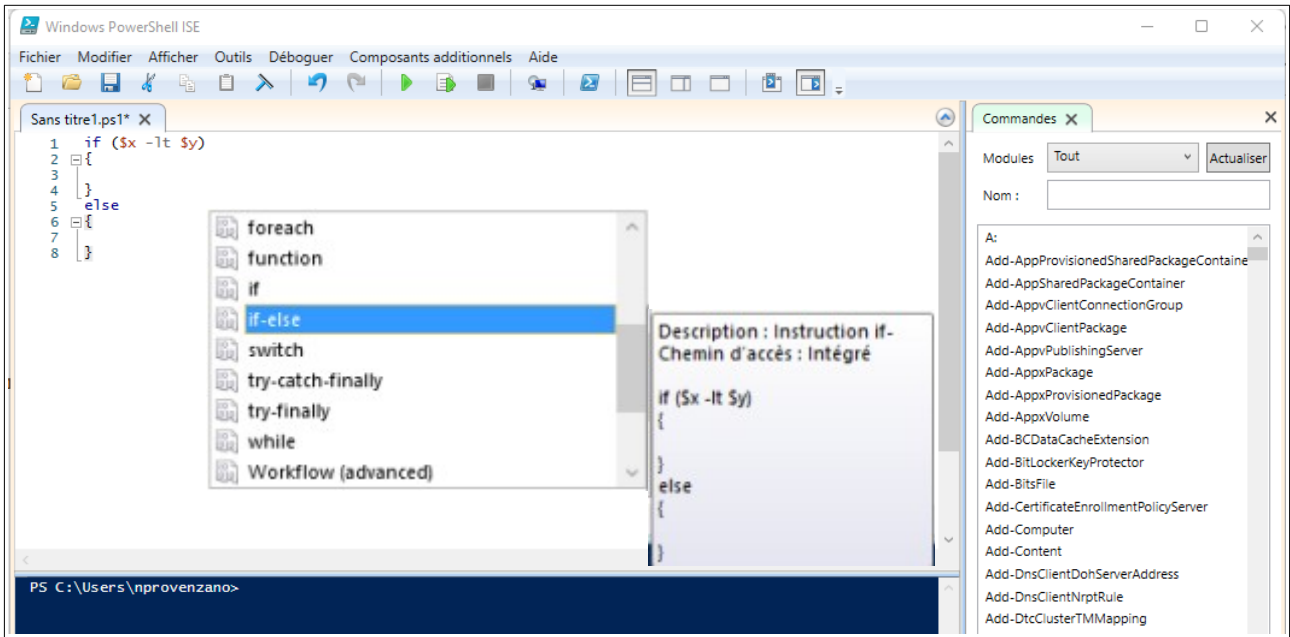 Windows PowerShell ISE
Fichier Modifier Afficher Outils Déboguer Composants additionnels Aide
Sans titre1.ps1*
1 if ($x -lt $y)
2 {
3
4 }
5 else
6 {
7
8 }
foreach
function
if
if-else
switch
try-catch-finally
try-finally
while
Workflow (advanced)
Description : Instruction if-
Chemin d'accès : Intégré
if ($x -lt $y)
{
}
else
{
}
PS C:\Users\nprovenzano>
Commandes
Modules Tout Actualiser
Nom :
A:
Add-AppProvisionedSharedPackageContaine
Add-AppSharedPackageContainer
Add-AppvClientConnectionGroup
Add-AppvClientPackage
Add-AppvPublishingServer
Add-AppxPackage
Add-AppxProvisionedPackage
Add-AppxVolume
Add-BCDataCacheExtension
Add-BitLockerKeyProtector
Add-BitsFile
Add-CertificateEnrollmentPolicyServer
Add-Computer
Add-Content
Add-DnsClientDohServerAddress
Add-DnsClientNrptRule
Add-DtcClusterTMMapping